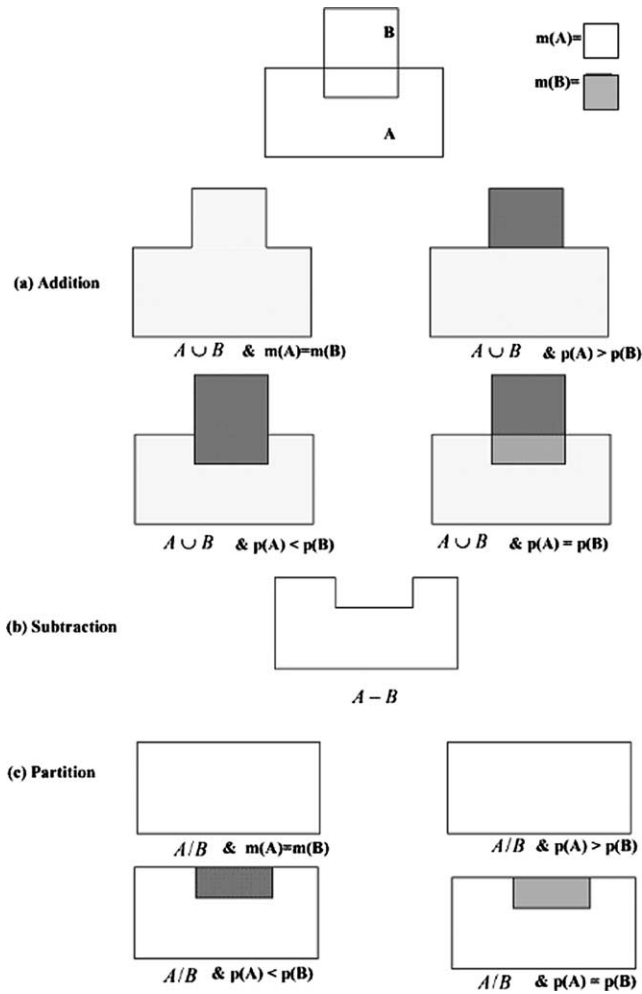 B
m(A)=
m(B)=
A
(a) Addition
A ∪ B & m(A)=m(B)
A ∪ B & p(A) > p(B)
A ∪ B & p(A) < p(B)
A ∪ B & p(A) = p(B)
(b) Subtraction
A − B
(c) Partition
A/B & m(A)=m(B)
A/B & p(A) > p(B)
A/B & p(A) < p(B)
A/B & p(A) = p(B)